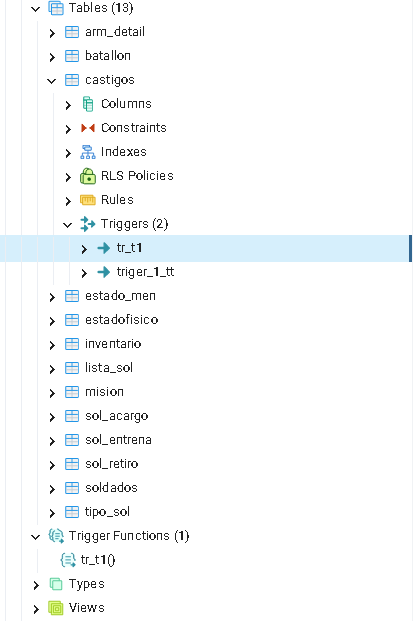 Tables (13)
arm_detail
batallon
castigos
Columns
Constraints
Indexes
RLS Policies
Rules
Triggers (2)
tr_t1
triger_1_tt
estado_men
estadofisico
inventario
lista_sol
mision
sol_acargo
sol_entrena
sol_retiro
soldados
tipo_sol
Trigger Functions (1)
tr_t1()
Types
Views